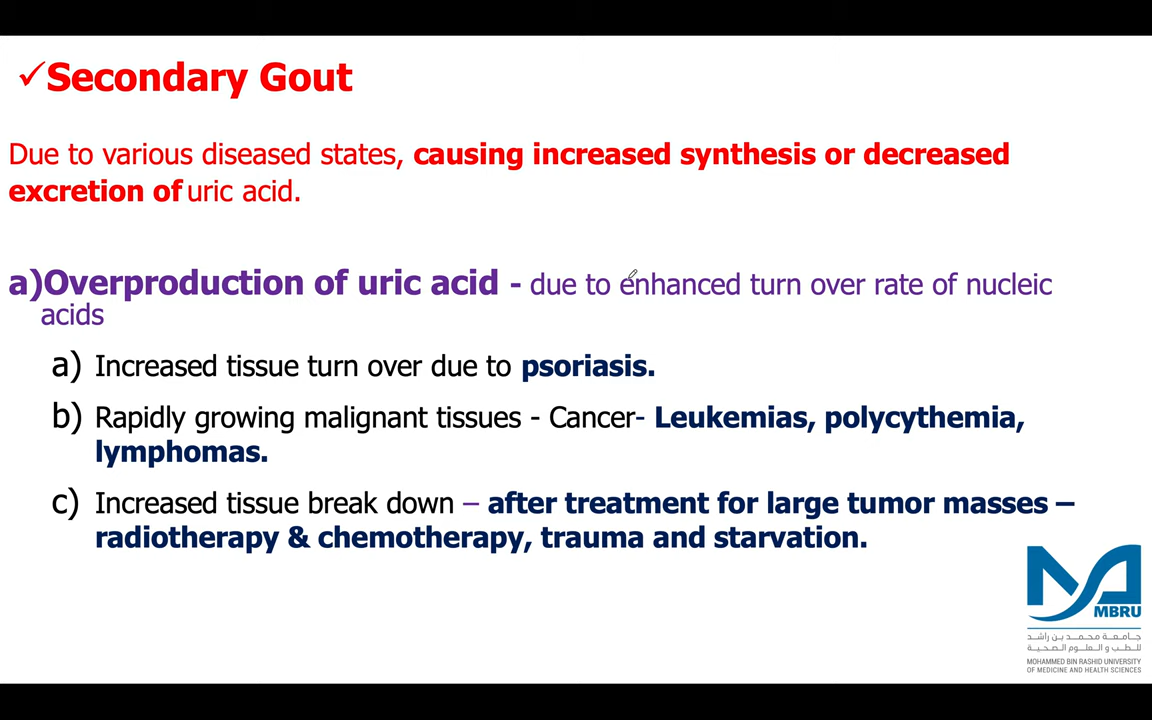 ✓Secondary Gout
Due to various diseased states, causing increased synthesis or decreased
excretion of uric acid.
a)Overproduction of uric acid - due to enhanced turn over rate of nucleic
acids
a) Increased tissue turn over due to psoriasis.
b) Rapidly growing malignant tissues - Cancer- Leukemias, polycythemia,
lymphomas.
c) Increased tissue break down – after treatment for large tumor masses –
radiotherapy & chemotherapy, trauma and starvation.
MBRU
جامعة محمد بن راشد
للطب و العلوم الصحية
MOHAMMED BIN RASHID UNIVERSITY
OF MEDICINE AND HEALTH SCIENCES